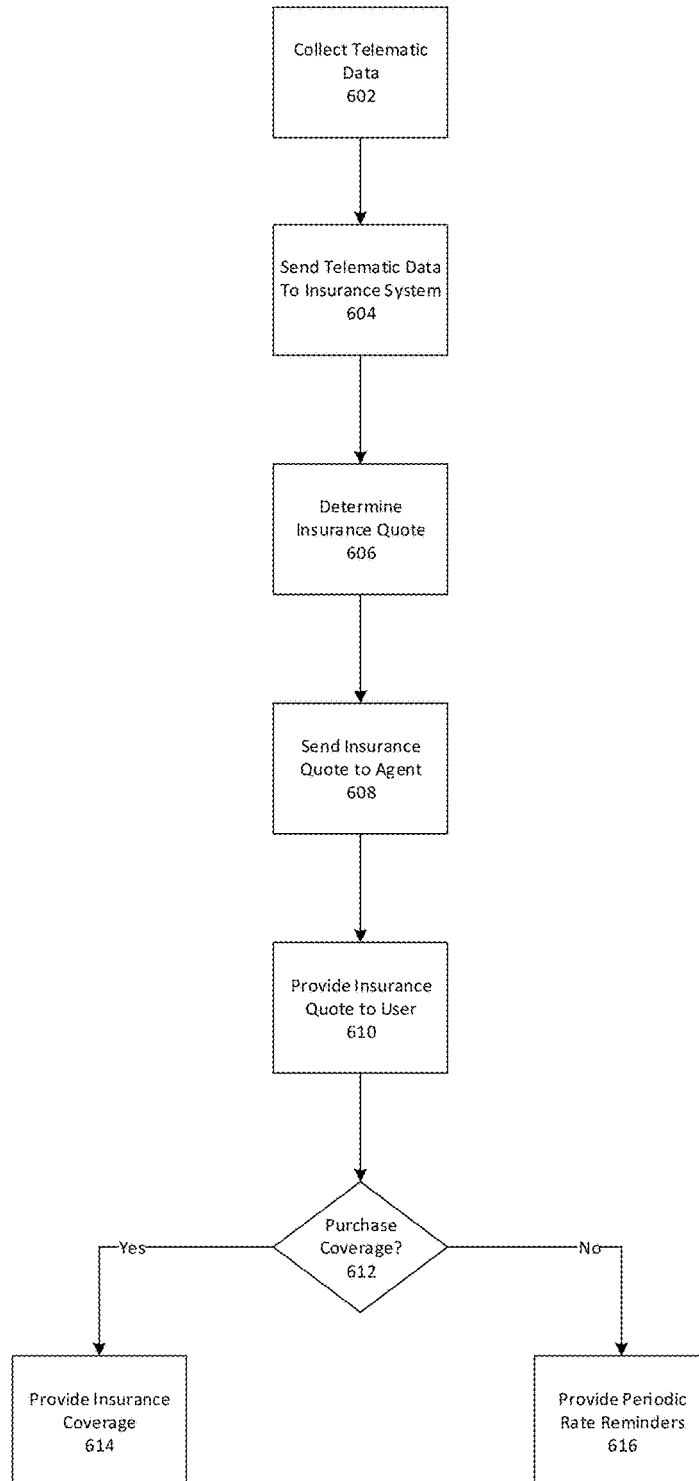 Collect Telematic
Data
602
Send Telematic Data
To Insurance System
604
Determine
Insurance Quote
606
Send Insurance
Quote to Agent
608
Provide Insurance
Quote to User
610
Purchase
Coverage?
612
Yes
No
Provide Insurance
Coverage
614
Provide Periodic
Rate Reminders
616